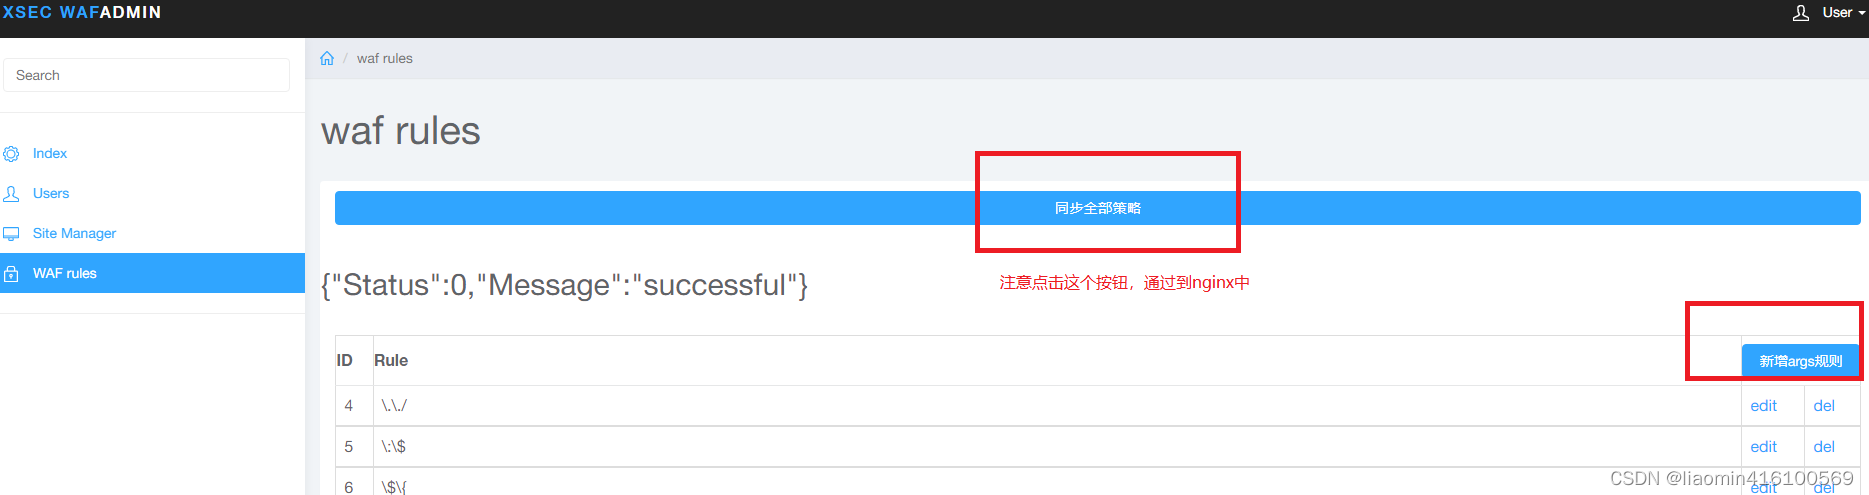 XSEC WAFADMIN
User
Search
/ waf rules
Index
Users
Site Manager
WAF rules
waf rules
同步全部策略
{"Status":0,"Message":"successful"}
注意点击这个按钮，通过到nginx中
ID Rule 新增args规则
4 \.\./ edit del
5 \:\$ edit del
6 \$\{ edit del
CSDN @liaomin416100569